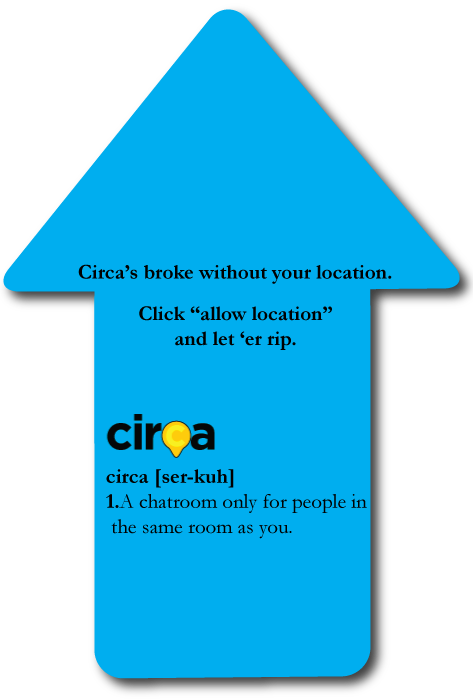 Circa’s broke without your location.
Click “allow location”
and let ‘er rip.
circa
circa [ser-kuh]
1.A chatroom only for people in
the same room as you.